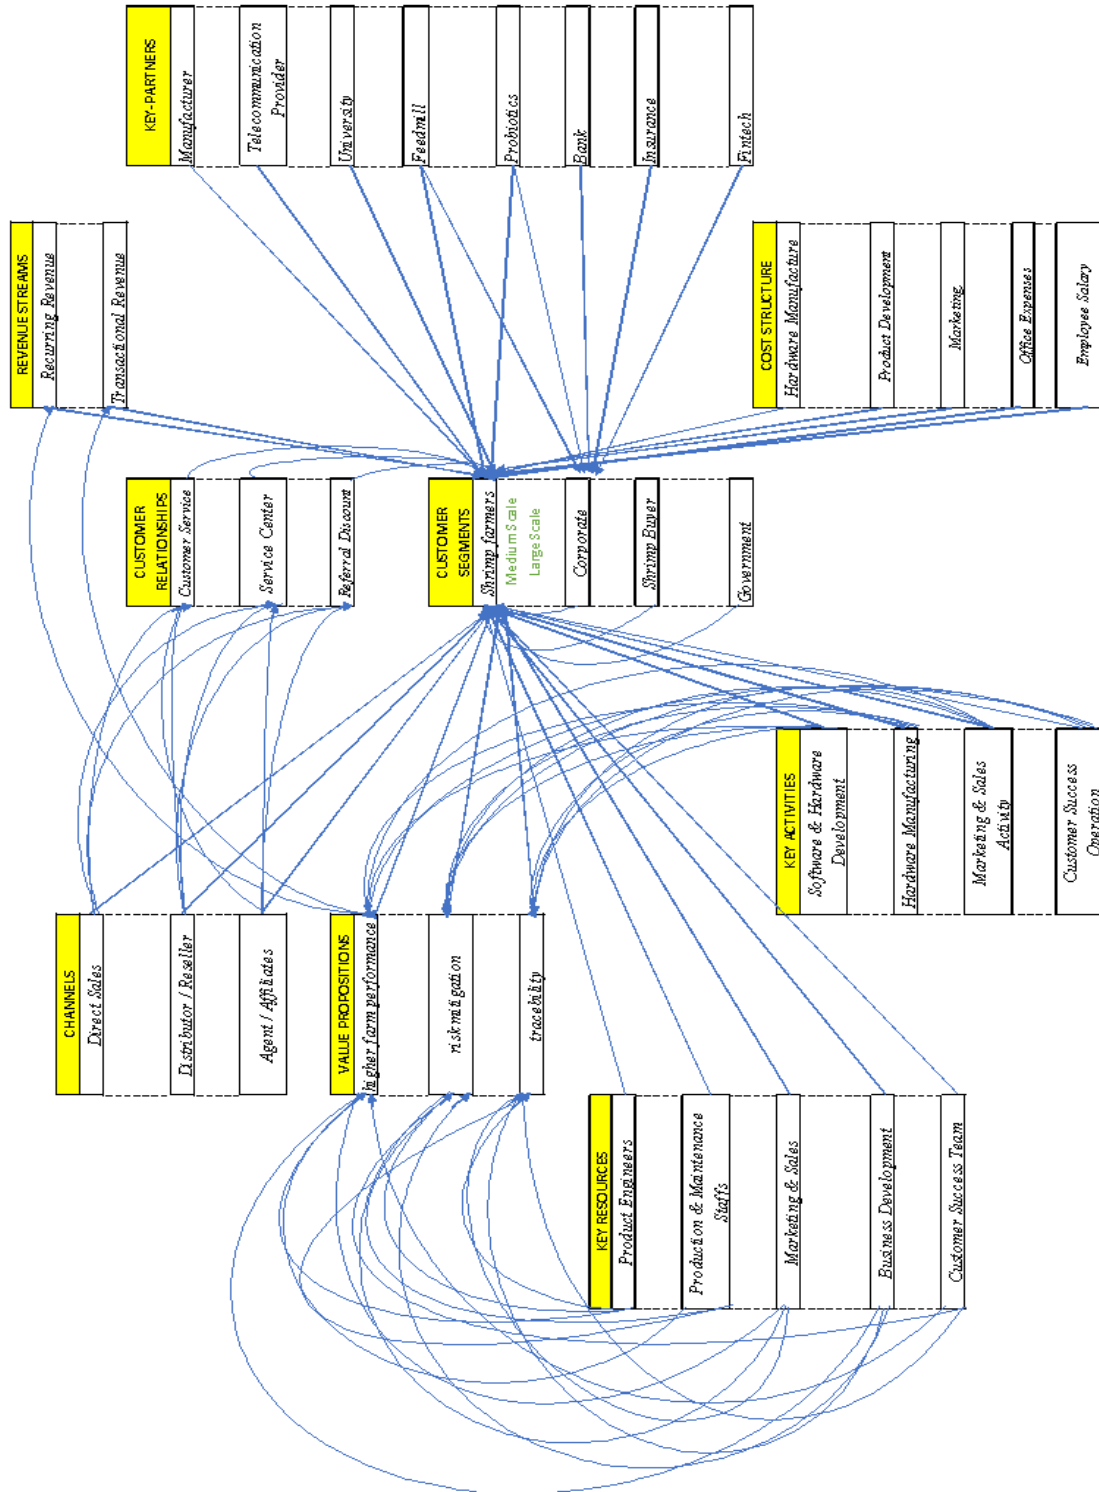 KEY-PARTNERS
Manufacturer
Telecommunication
Provider
University
Feedmill
Probiotics
Bank
Insurance
Fintech
REVENUE STREAMS
Recurring Revenue
Transactional Revenue
COST STRUCTURE
Hardware Manufacture
Product Development
Marketing
Office Expenses
Employee Salary
CUSTOMER
RELATIONSHIPS
Customer Service
Service Center
Referral Discount
CUSTOMER
SEGMENTS
Shrimp farmers
Medium Scale
Large Scale
Corporate
Shrimp Buyer
Government
KEY ACTIVITIES
Software & Hardware
Development
Hardware Manufacturing
Marketing & Sales
Activity
Customer Success
Operation
CHANNELS
Direct Sales
Distributor / Reseller
Agent / Affiliates
VALUE PROPOSITIONS
higher farm performance
risk mitigation
tracebility
KEY RESOURCES
Product Engineers
Production & Maintenance
Staffs
Marketing & Sales
Business Development
Customer Success Team